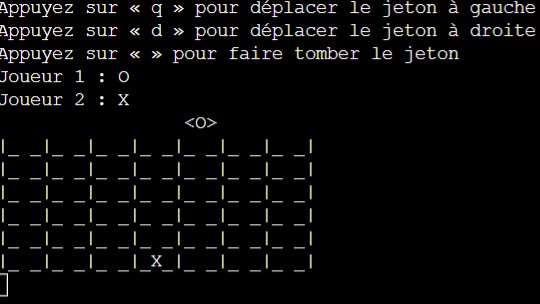 Appuyez sur « q » pour déplacer le jeton à gauche
Appuyez sur « d » pour déplacer le jeton à droite
Appuyez sur « » pour faire tomber le jeton
Joueur 1 : O
Joueur 2 : X
<O>
|_ _|_ _|_ _|_ _|_ _|_ _|_ _|
|_ _|_ _|_ _|_ _|_ _|_ _|_ _|
|_ _|_ _|_ _|_ _|_ _|_ _|_ _|
|_ _|_ _|_ _|_ _|_ _|_ _|_ _|
|_ _|_ _|_ _|_ _|_ _|_ _|_ _|
|_ _|_ _|_ _|_X_|_ _|_ _|_ _|